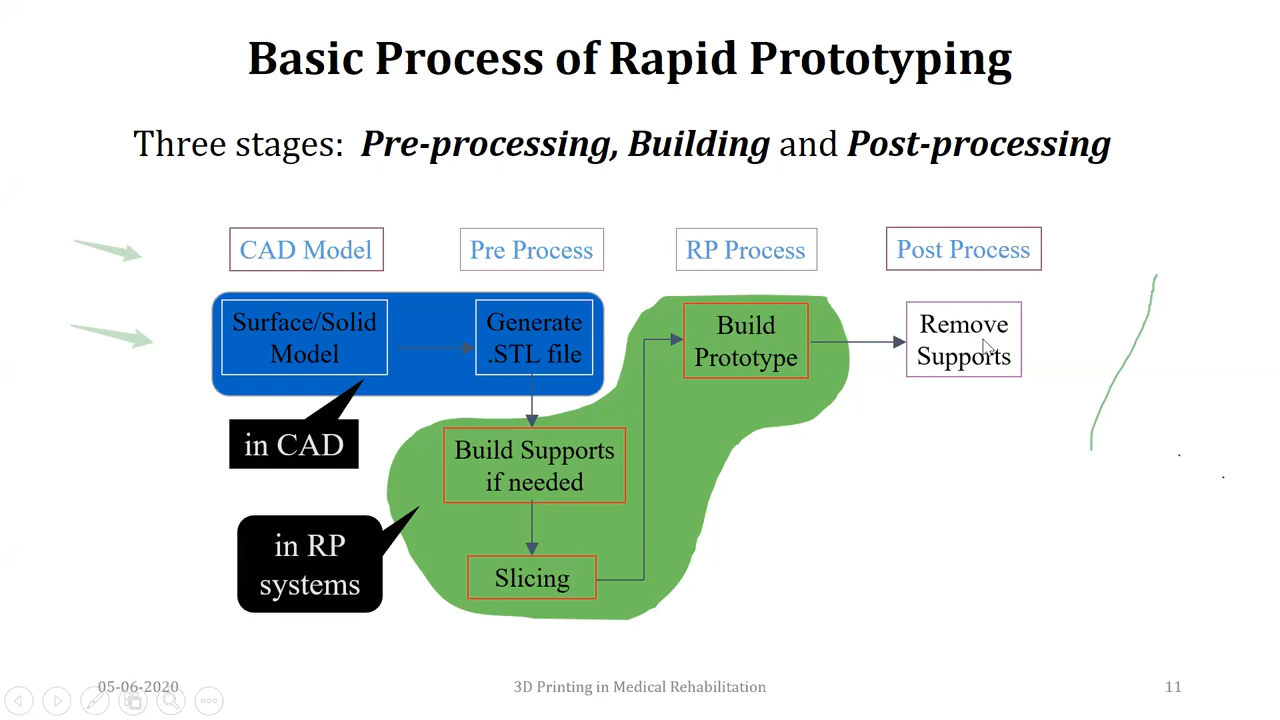 Basic Process of Rapid Prototyping
Three stages: Pre-processing, Building and Post-processing
CAD Model
Pre Process
RP Process
Post Process
Surface/Solid
Model
Generate
.STL file
Build
Prototype
Remove
Supports
in CAD
Build Supports
if needed
in RP
systems
Slicing
05-06-2020
3D Printing in Medical Rehabilitation
11